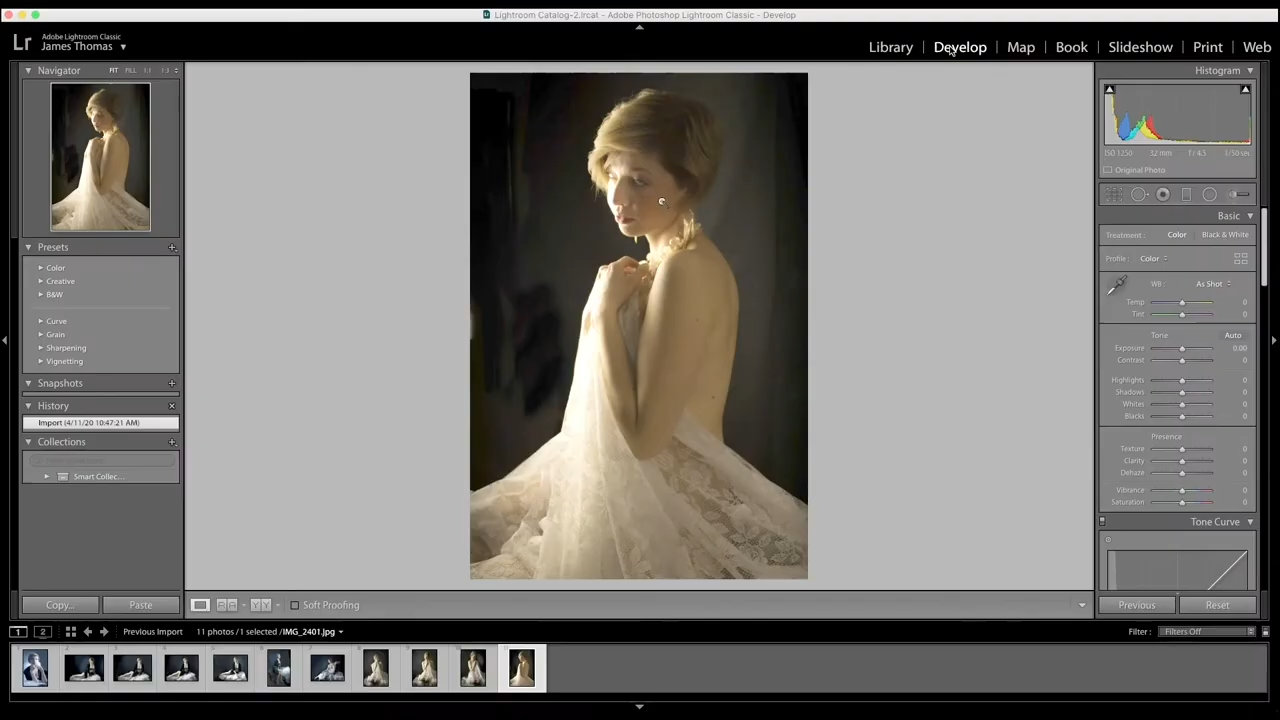 Lightroom Catalog-2.lrcat - Adobe Photoshop Lightroom Classic - Develop
Lr
Adobe Lightroom Classic
James Thomas
Library | Develop | Map | Book | Slideshow | Print | Web
Navigator FIT FILL 1:1 1:3
Presets
Color
Creative
B&W
Curve
Grain
Sharpening
Vignetting
Snapshots
History
Import (4/11/20 10:47:21 AM)
Collections
Smart Collec...
Copy... Paste
Soft Proofing
Histogram
ISO 1250 32 mm f / 4.5 1/50 sec
Original Photo
Basic
Treatment : Color Black & White
Profile : Color
WB : As Shot
Temp 0
Tint 0
Tone Auto
Exposure 0.00
Contrast 0
Highlights 0
Shadows 0
Whites 0
Blacks 0
Presence
Texture 0
Clarity 0
Dehaze 0
Vibrance 0
Saturation 0
Tone Curve
Previous Reset
1 2 Previous Import 11 photos / 1 selected / IMG_2401.jpg Filter : Filters Off